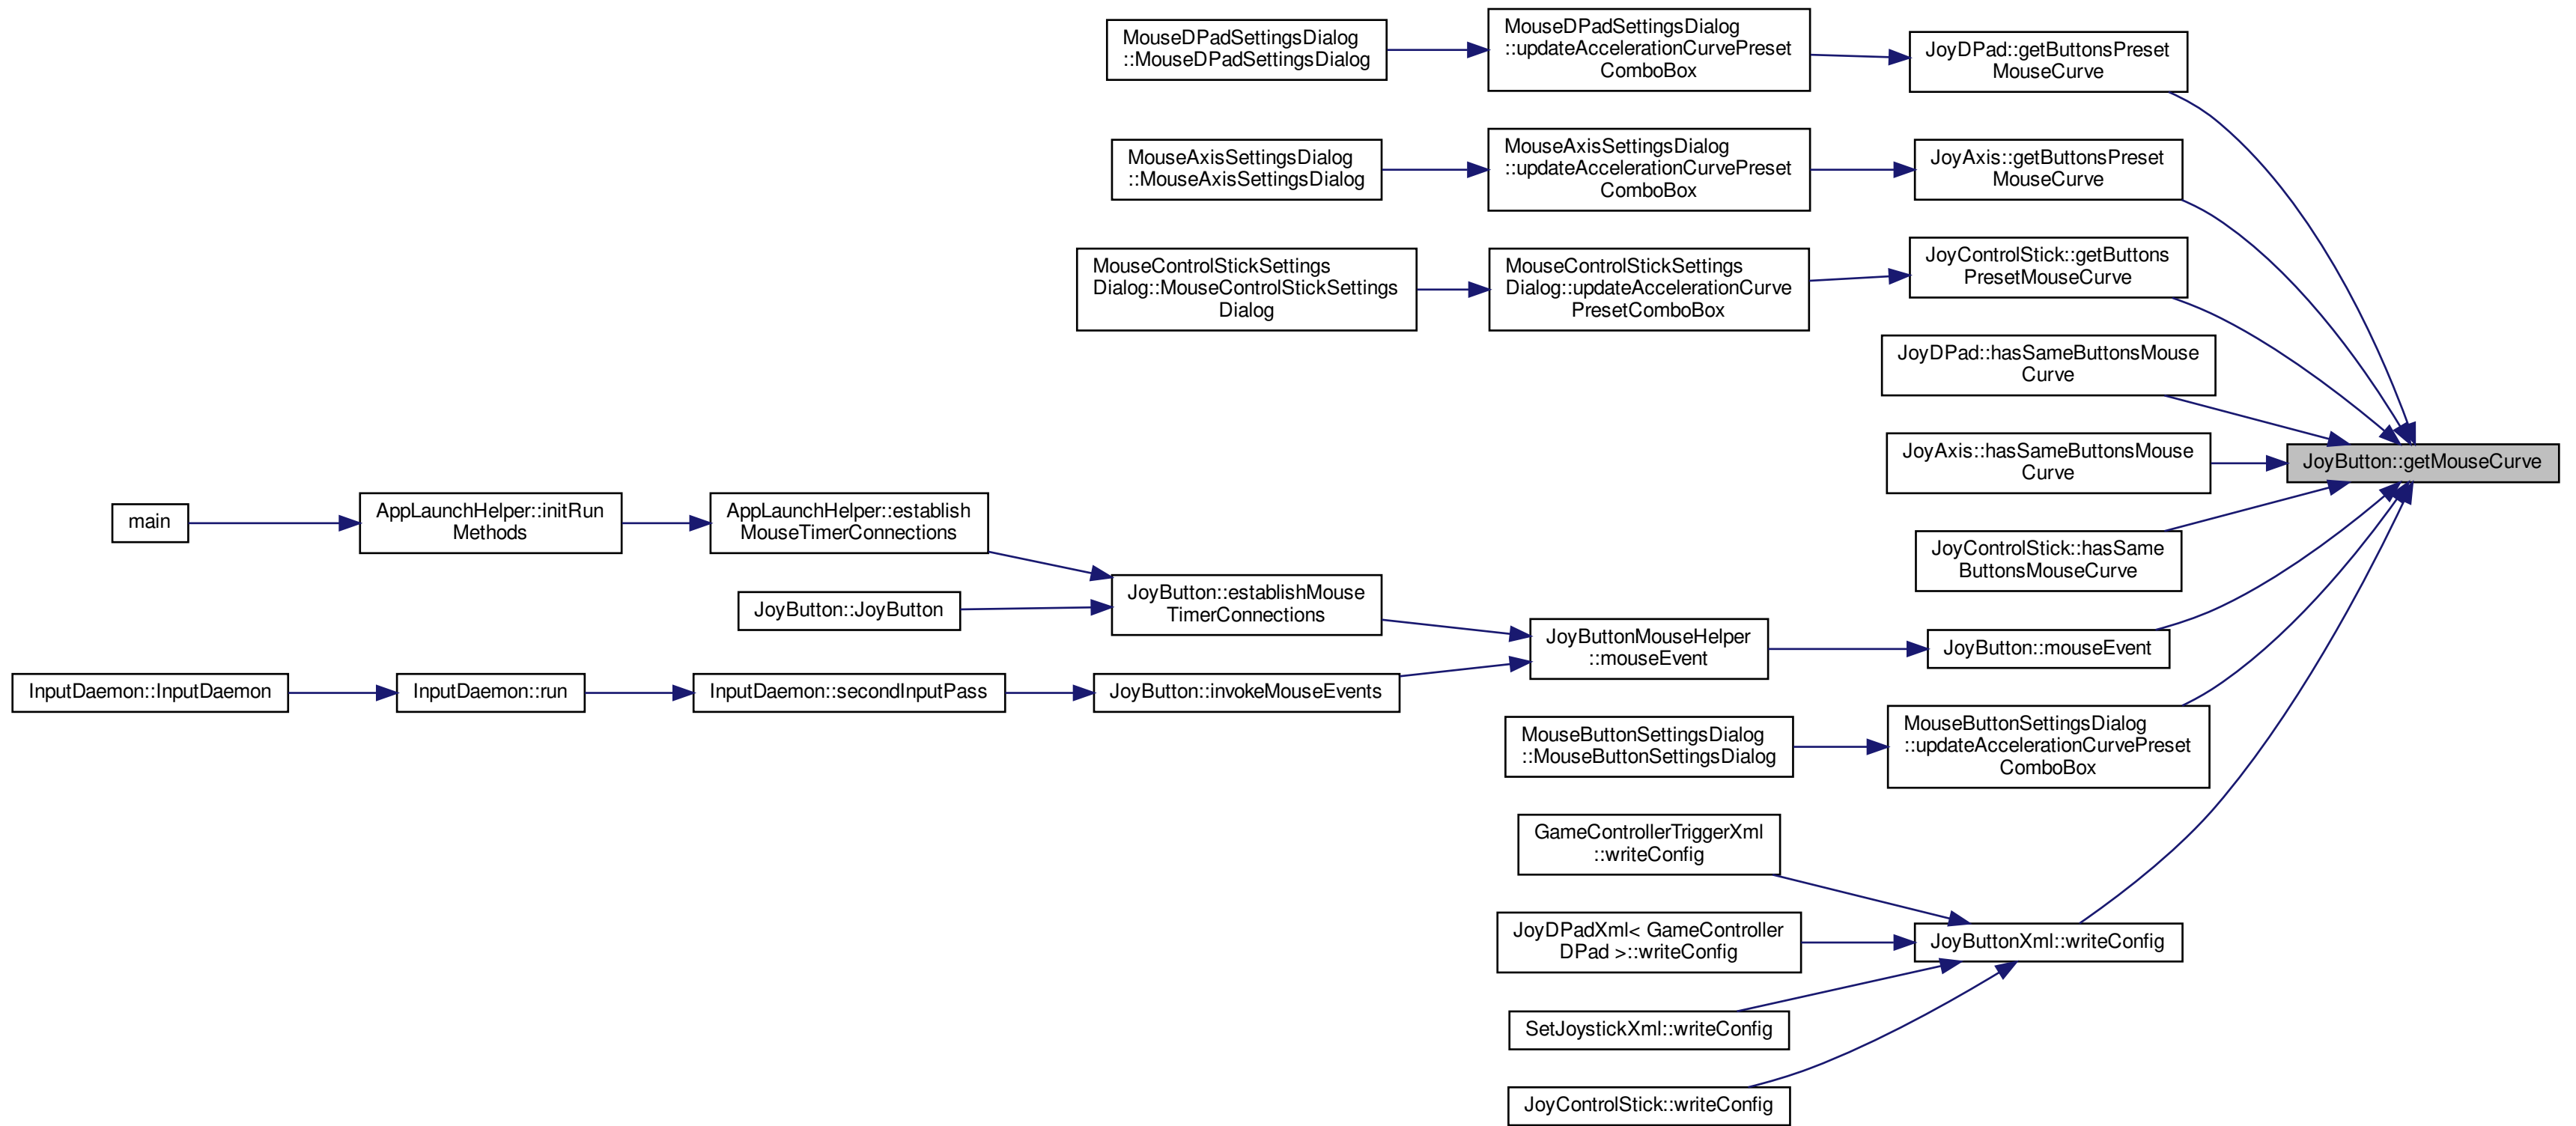 MouseDPadSettingsDialog
::MouseDPadSettingsDialog
MouseDPadSettingsDialog
::updateAccelerationCurvePreset
ComboBox
JoyDPad::getButtonsPreset
MouseCurve
MouseAxisSettingsDialog
::MouseAxisSettingsDialog
MouseAxisSettingsDialog
::updateAccelerationCurvePreset
ComboBox
JoyAxis::getButtonsPreset
MouseCurve
MouseControlStickSettings
Dialog::MouseControlStickSettings
Dialog
MouseControlStickSettings
Dialog::updateAccelerationCurve
PresetComboBox
JoyControlStick::getButtons
PresetMouseCurve
JoyDPad::hasSameButtonsMouse
Curve
JoyAxis::hasSameButtonsMouse
Curve
JoyButton::getMouseCurve
main
AppLaunchHelper::initRun
Methods
AppLaunchHelper::establish
MouseTimerConnections
JoyControlStick::hasSame
ButtonsMouseCurve
JoyButton::JoyButton
JoyButton::establishMouse
TimerConnections
JoyButtonMouseHelper
::mouseEvent
JoyButton::mouseEvent
InputDaemon::InputDaemon
InputDaemon::run
InputDaemon::secondInputPass
JoyButton::invokeMouseEvents
MouseButtonSettingsDialog
::MouseButtonSettingsDialog
MouseButtonSettingsDialog
::updateAccelerationCurvePreset
ComboBox
GameControllerTriggerXml
::writeConfig
JoyDPadXml< GameController
DPad >::writeConfig
JoyButtonXml::writeConfig
SetJoystickXml::writeConfig
JoyControlStick::writeConfig